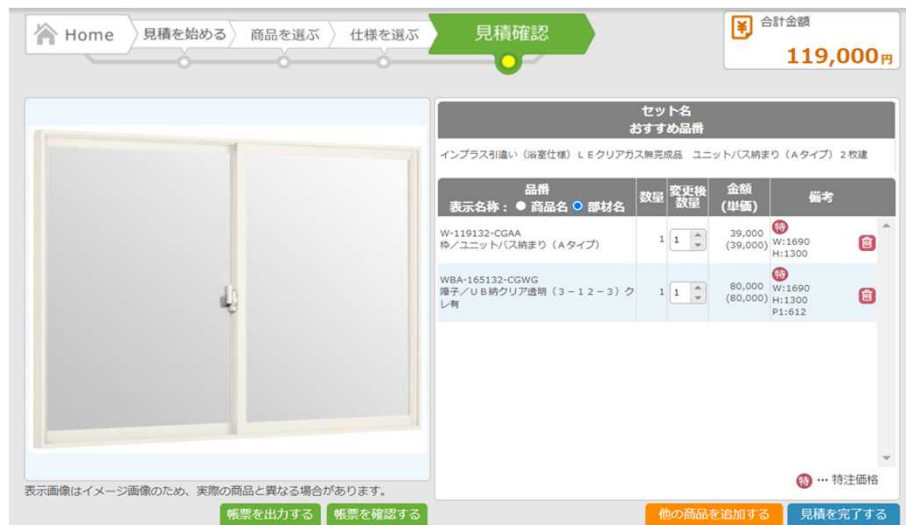 Home
見積を始める
商品を選ぶ
仕様を選ぶ
見積確認
合計金額
119,000円
セット名
おすすめ品番
インプラス引違い（浴室仕様）ＬＥクリアガス無完成品 ユニットバス納まり（Ａタイプ）２枚建
品番
表示名称： 商品名 部材名
数量
変更後
数量
金額
(単価)
備考
W-119132-CGAA
枠／ユニットバス納まり（Ａタイプ）
1
1
39,000
(39,000)
特
W:1690
H:1300
WBA-165132-CGWG
障子／ＵＢ納クリア透明（３－１２－３）ク
レ有
1
1
80,000
(80,000)
特
W:1690
H:1300
P1:612
特 … 特注価格
表示画像はイメージ画像のため、実際の商品と異なる場合があります。
帳票を出力する
帳票を確認する
他の商品を追加する
見積を完了する